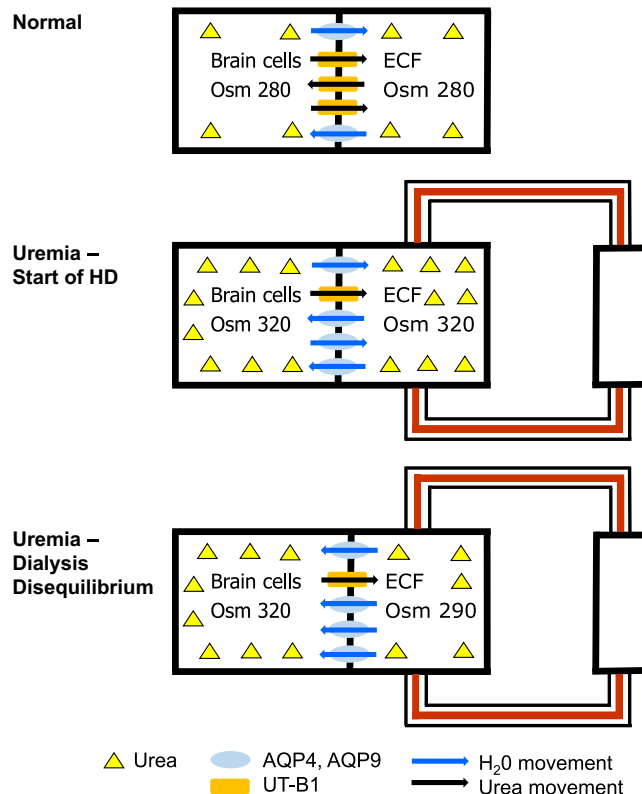 Normal
Brain cells ECF
Osm 280 Osm 280
Uremia –
Start of HD
Brain cells ECF
Osm 320 Osm 320
Uremia –
Dialysis
Disequilibrium
Brain cells ECF
Osm 320 Osm 290
Urea AQP4, AQP9 H₂0 movement
UT-B1 Urea movement